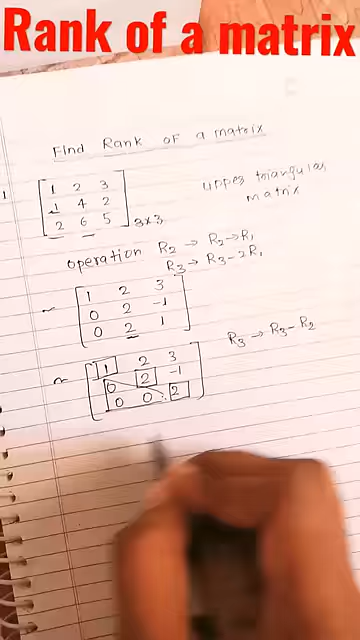 Rank of a matrix
Find Rank of a matrix
1
1 2 3
1 4 2
2 6 5
3x3
upper triangular
matrix
operation R2 → R2 → R1
R3 → R3 - 2R1
~ 1 2 3
0 2 -1
0 2 1
R3 → R3 - R2
~ 1 2 3
0 2 -1
0 0 2